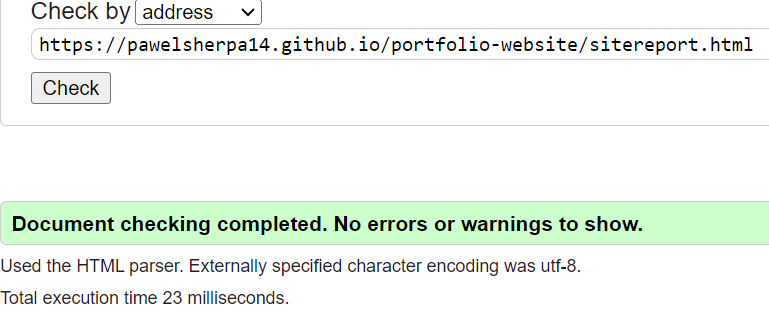 Check by address
https://pawelsherpa14.github.io/portfolio-website/sitereport.html
Check
Document checking completed. No errors or warnings to show.
Used the HTML parser. Externally specified character encoding was utf-8.
Total execution time 23 milliseconds.